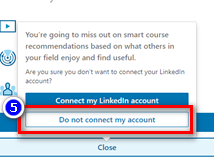 You're going to miss out on smart course
recommendations based on what others in
your field enjoy and find useful.
Are you sure you don't want to connect your LinkedIn
account?
Connect my LinkedIn account
5
Do not connect my account
Close